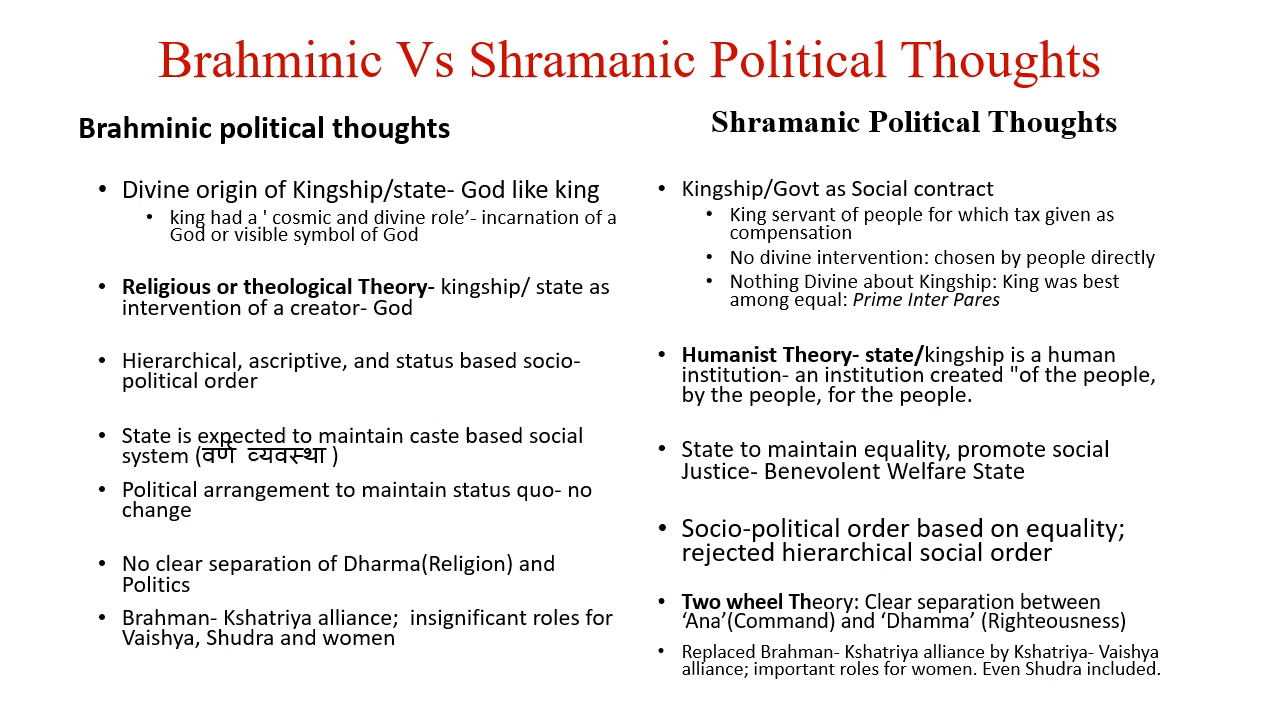 Brahminic Vs Shramanic Political Thoughts
Brahminic political thoughts
• Divine origin of Kingship/state- God like king
• king had a ' cosmic and divine role’- incarnation of a
God or visible symbol of God
• Religious or theological Theory- kingship/ state as
intervention of a creator- God
• Hierarchical, ascriptive, and status based socio-
political order
• State is expected to maintain caste based social
system (वर्ण व्यवस्था )
• Political arrangement to maintain status quo- no
change
• No clear separation of Dharma(Religion) and
Politics
• Brahman- Kshatriya alliance; insignificant roles for
Vaishya, Shudra and women
Shramanic Political Thoughts
• Kingship/Govt as Social contract
• King servant of people for which tax given as
compensation
• No divine intervention: chosen by people directly
• Nothing Divine about Kingship: King was best
among equal: Prime Inter Pares
• Humanist Theory- state/kingship is a human
institution- an institution created "of the people,
by the people, for the people.
• State to maintain equality, promote social
Justice- Benevolent Welfare State
• Socio-political order based on equality;
rejected hierarchical social order
• Two wheel Theory: Clear separation between
‘Ana’(Command) and ‘Dhamma’ (Righteousness)
• Replaced Brahman- Kshatriya alliance by Kshatriya- Vaishya
alliance; important roles for women. Even Shudra included.